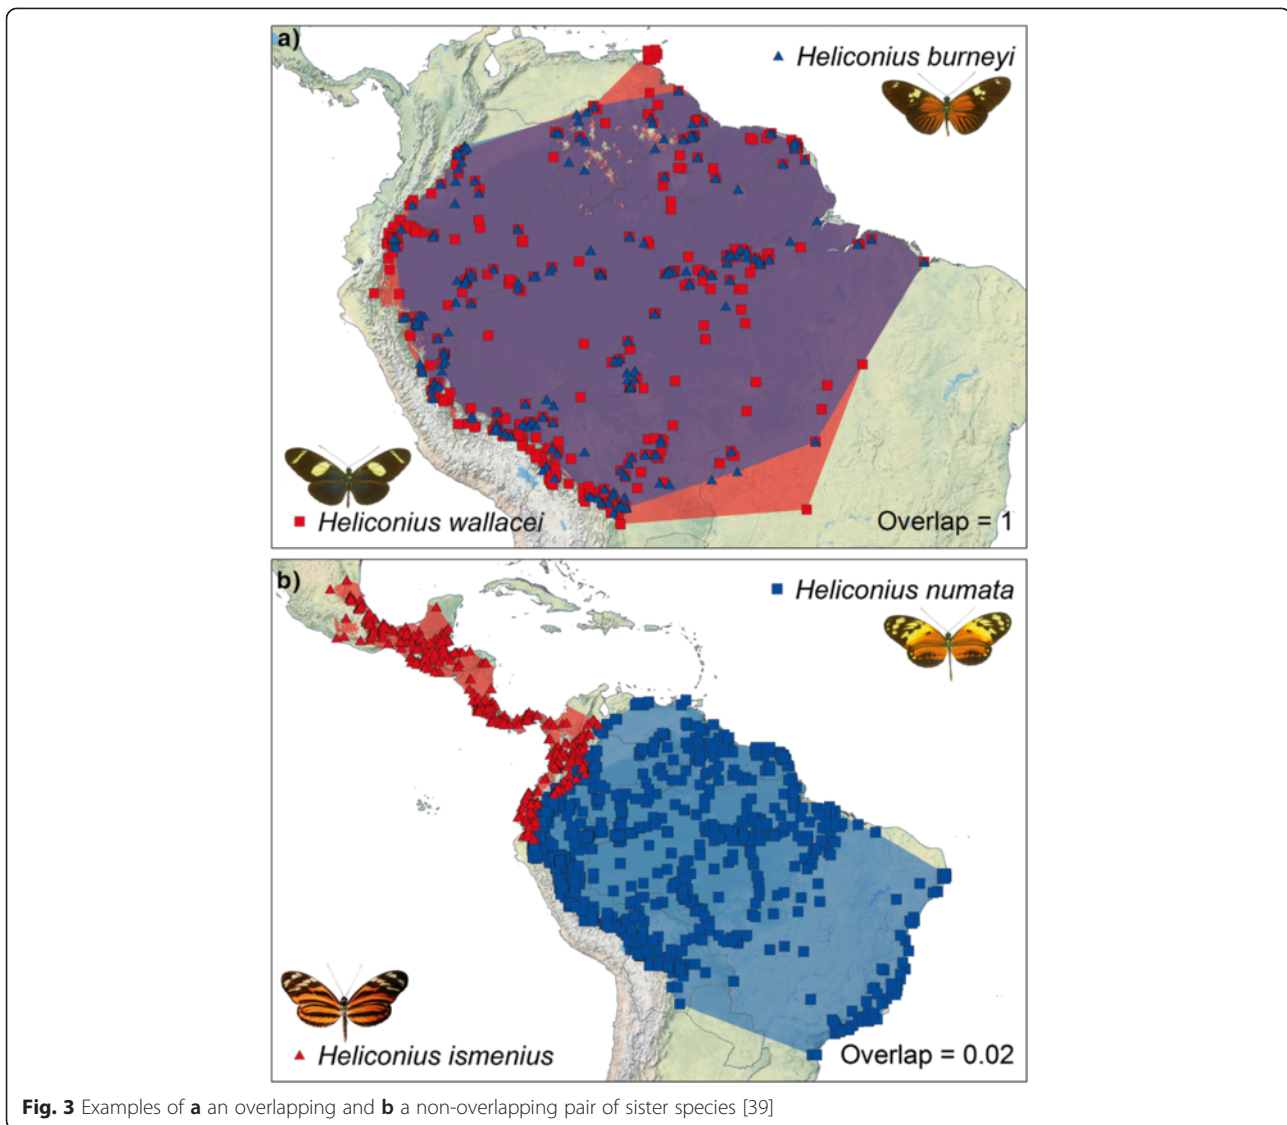 a)
Heliconius burneyi
Heliconius wallacei
Overlap = 1
b)
Heliconius numata
Heliconius ismenius
Overlap = 0.02
Fig. 3 Examples of a an overlapping and b a non-overlapping pair of sister species [39]